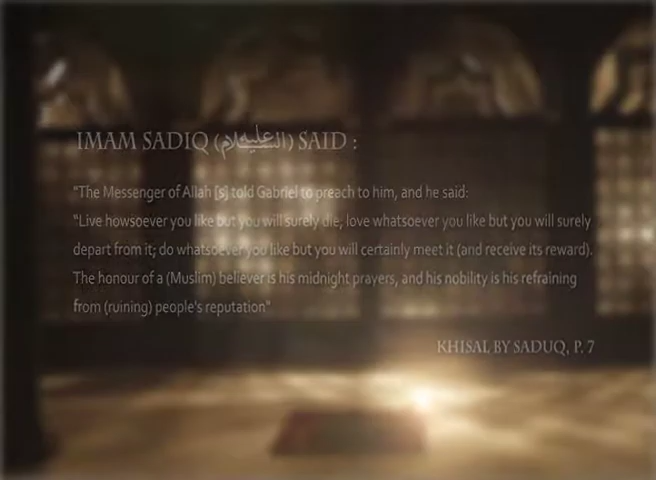 IMAM SADIQ (عليه السلام) SAID :
"The Messenger of Allah [s] told Gabriel to preach to him, and he said:
"Live howsoever you like but you will surely die, love whatsoever you like but you will surely
depart from it; do whatsoever you like but you will certainly meet it (and receive its reward).
The honour of a (Muslim) believer is his midnight prayers, and his nobility is his refraining
from (ruining) people's reputation"
KHISAL BY SADUQ, P. 7